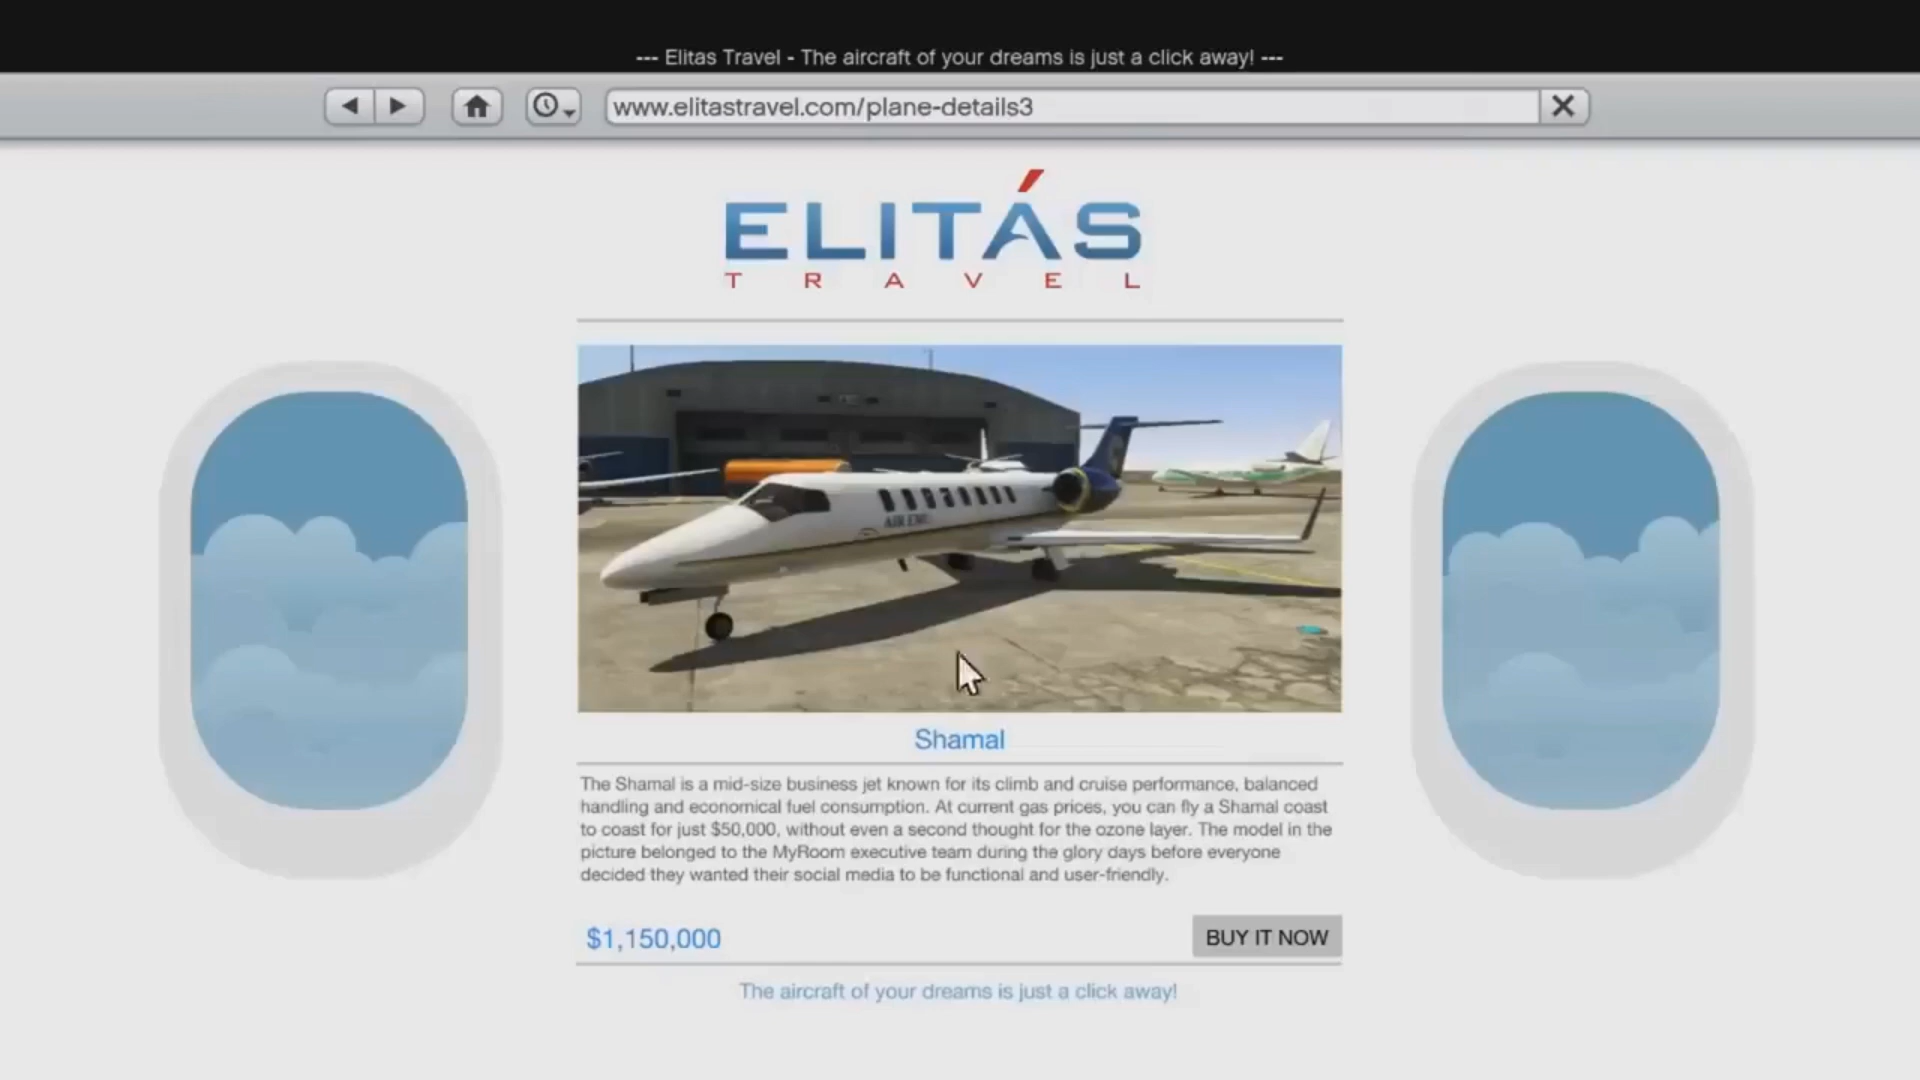 --- Elitas Travel - The aircraft of your dreams is just a click away! ---
www.elitastravel.com/plane-details3
ELITÁS
TRAVEL
Shamal
The Shamal is a mid-size business jet known for its climb and cruise performance, balanced
handling and economical fuel consumption. At current gas prices, you can fly a Shamal coast
to coast for just $50,000, without even a second thought for the ozone layer. The model in the
picture belonged to the MyRoom executive team during the glory days before everyone
decided they wanted their social media to be functional and user-friendly.
$1,150,000
BUY IT NOW
The aircraft of your dreams is just a click away!